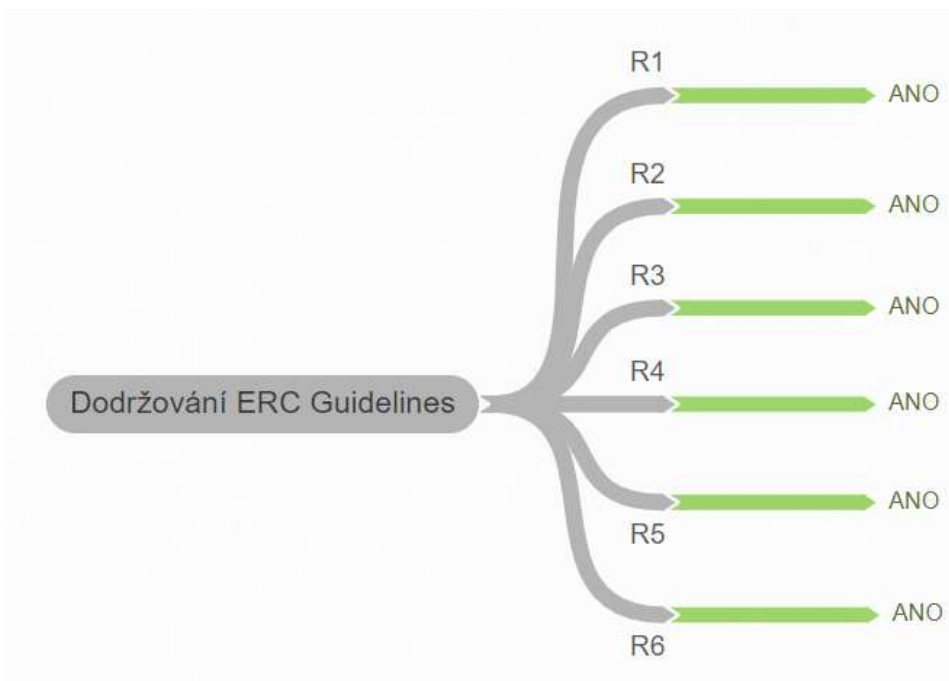 R1
ANO
R2
ANO
R3
ANO
R4
Dodržování ERC Guidelines
ANO
ANO
R5
ANO
R6